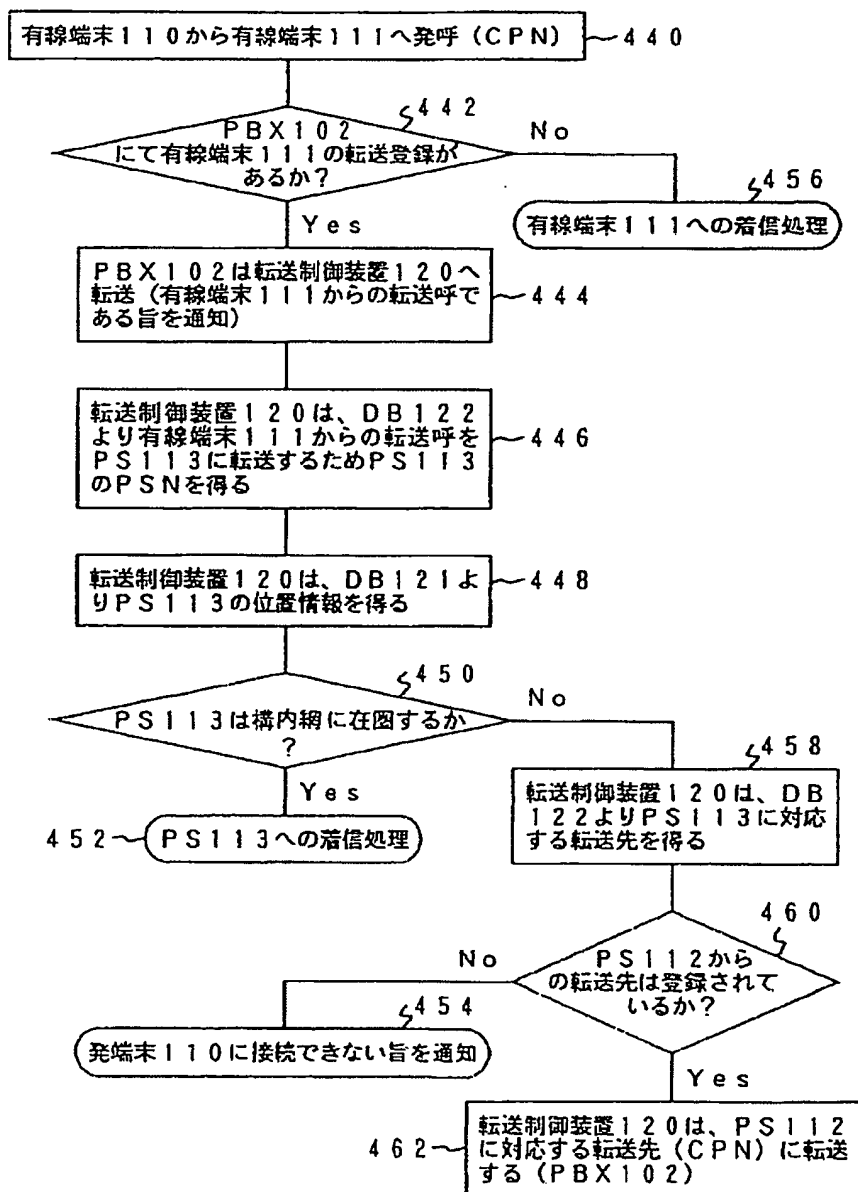 有線端末110から有線端末111へ発呼（CPN）
440
442
PBX102
にて有線端末111の転送登録が
あるか？
No
Yes
456
有線端末111への着信処理
PBX102は転送制御装置120へ
転送（有線端末111からの転送呼で
ある旨を通知）
444
転送制御装置120は、DB122
より有線端末111からの転送呼を
PS113に転送するためPS113
のPSNを得る
446
転送制御装置120は、DB121よ
りPS113の位置情報を得る
448
450
PS113は構内網に在圏するか
？
No
Yes
452
PS113への着信処理
458
転送制御装置120は、DB
122よりPS113に対応
する転送先を得る
460
PS112から
の転送先は登録されて
いるか？
No
Yes
454
発端末110に接続できない旨を通知
462
転送制御装置120は、PS112
に対応する転送先（CPN）に転送
する（PBX102）